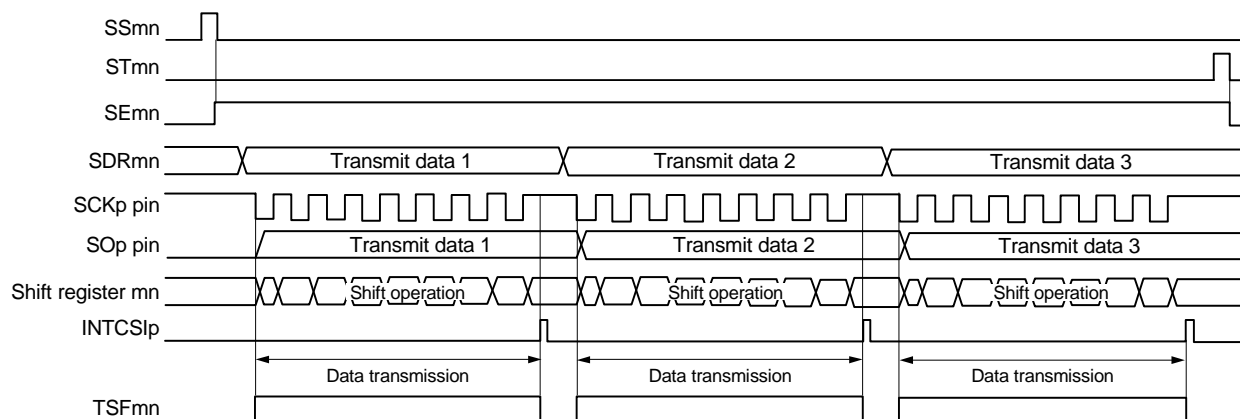 SSmn
STmn
SEmn
SDRmn Transmit data 1 Transmit data 2 Transmit data 3
SCKp pin
SOp pin Transmit data 1 Transmit data 2 Transmit data 3
Shift register mn Shift operation Shift operation Shift operation
INTCSIp
Data transmission Data transmission Data transmission
TSFmn